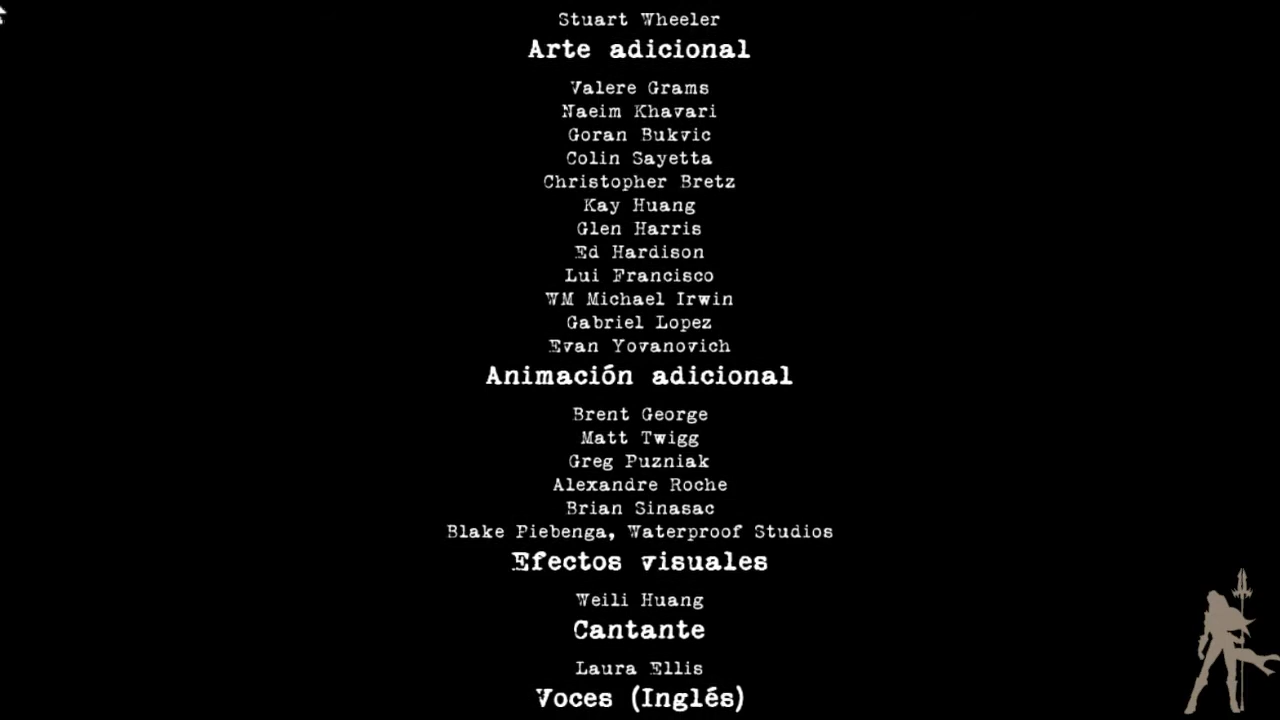 Stuart Wheeler
Arte adicional
Valere Grams
Naeim Khavari
Goran Bukvic
Colin Sayetta
Christopher Bretz
Kay Huang
Glen Harris
Ed Hardison
Lui Francisco
WM Michael Irwin
Gabriel Lopez
Evan Yovanovich
Animación adicional
Brent George
Matt Twigg
Greg Puzniak
Alexandre Roche
Brian Sinasac
Blake Piebenga, Waterproof Studios
Efectos visuales
Weili Huang
Cantante
Laura Ellis
Voces (Inglés)